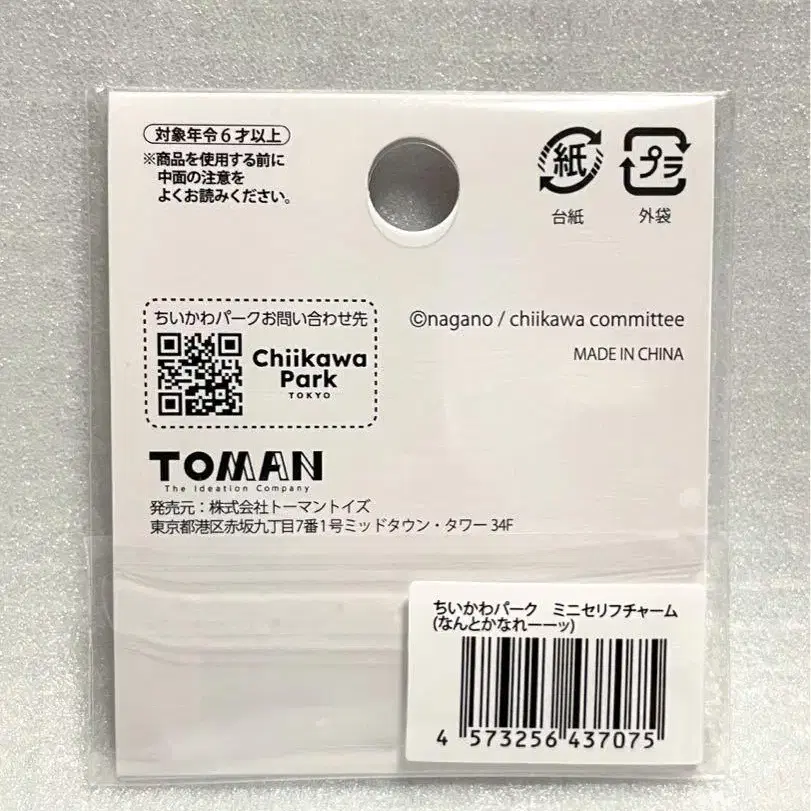 対象年令6才以上
※商品を使用する前に
中面の注意を
よくお読みください。
紙
台紙
プラ
外袋
ちいかわパークお問い合わせ先
Chiikawa
Park
TOKYO
©nagano / chiikawa committee
MADE IN CHINA
TOMAN
The Ideation Company
発売元：株式会社トーマントイズ
東京都港区赤坂九丁目7番1号ミッドタウン・タワー 34F
ちいかわパーク　ミニセリフチャーム
(なんとかなれーーッ)
4 573256 437075